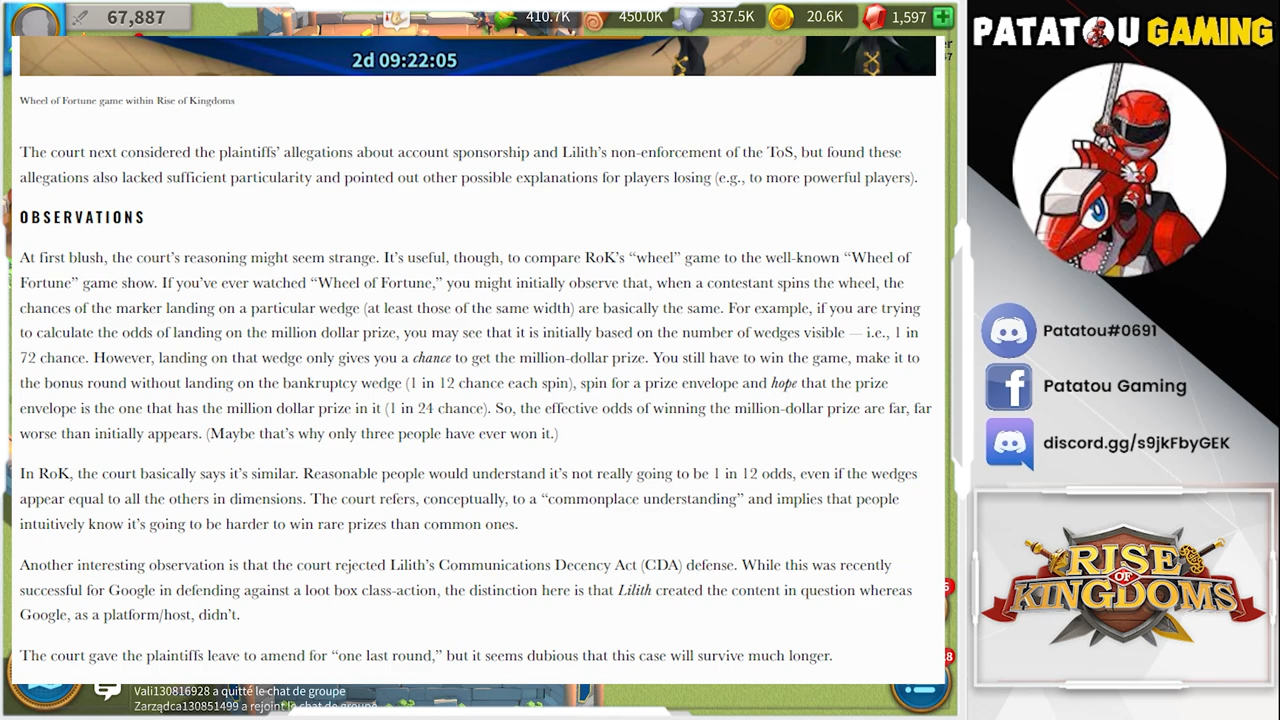 67,887
410.7K
450.0K
337.5K
20.6K
1,597
2d 09:22:05
Wheel of Fortune game within Rise of Kingdoms
The court next considered the plaintiffs' allegations about account sponsorship and Lilith's non-enforcement of the ToS, but found these
allegations also lacked sufficient particularity and pointed out other possible explanations for players losing (e.g., to more powerful players).
OBSERVATIONS
At first blush, the court's reasoning might seem strange. It's useful, though, to compare RoK's “wheel” game to the well-known “Wheel of
Fortune” game show. If you've ever watched “Wheel of Fortune,” you might initially observe that, when a contestant spins the wheel, the
chances of the marker landing on a particular wedge (at least those of the same width) are basically the same. For example, if you are trying
to calculate the odds of landing on the million dollar prize, you may see that it is initially based on the number of wedges visible — i.e., 1 in
72 chance. However, landing on that wedge only gives you a chance to get the million-dollar prize. You still have to win the game, make it to
the bonus round without landing on the bankruptcy wedge (1 in 12 chance each spin), spin for a prize envelope and hope that the prize
envelope is the one that has the million dollar prize in it (1 in 24 chance). So, the effective odds of winning the million-dollar prize are far, far
worse than initially appears. (Maybe that's why only three people have ever won it.)
In RoK, the court basically says it's similar. Reasonable people would understand it's not really going to be 1 in 12 odds, even if the wedges
appear equal to all the others in dimensions. The court refers, conceptually, to a “commonplace understanding” and implies that people
intuitively know it's going to be harder to win rare prizes than common ones.
Another interesting observation is that the court rejected Lilith's Communications Decency Act (CDA) defense. While this was recently
successful for Google in defending against a loot box class-action, the distinction here is that Lilith created the content in question whereas
Google, as a platform/host, didn't.
The court gave the plaintiffs leave to amend for “one last round,” but it seems dubious that this case will survive much longer.
Vali130816928 a quitté le chat de groupe
Zarządca130851499 a rejoint le chat de groupe
PATATOU GAMING
Patatou#0691
Patatou Gaming
discord.gg/s9jkFbyGEK
RISE
OF
KINGDOMS